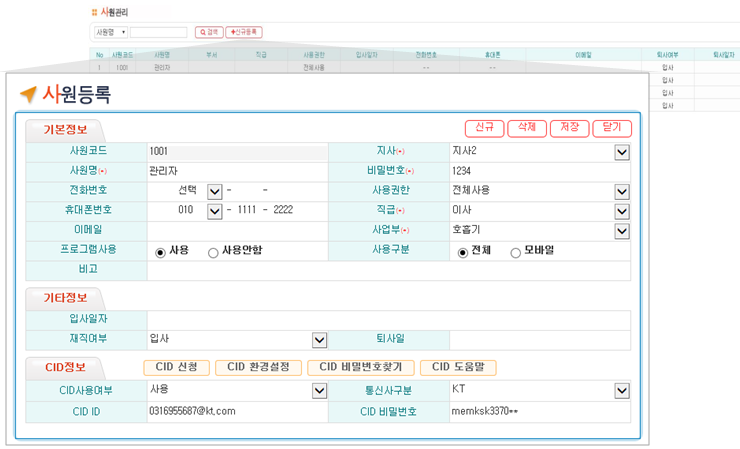 사원관리
사원명 검색 신규등록
No 사원코드 사원명 부서 직급 사용권한 입사일자 전화번호 휴대폰 이메일 퇴사여부 퇴사일자
1 1001 관리자 전체사용 - - - - 입사
입사
입사
입사
사원등록
기본정보 신규 삭제 저장 닫기
사원코드 1001 지사(*) 지사2
사원명(*) 관리자 비밀번호(*) 1234
전화번호 선택 - - 사용권한 전체사용
휴대폰번호 010 - 1111 - 2222 직급(*) 이사
이메일 사업부(*) 호흡기
프로그램사용 사용 사용안함 사용구분 전체 모바일
비고
기타정보
입사일자
재직여부 입사 퇴사일
CID정보 CID 신청 CID 환경설정 CID 비밀번호찾기 CID 도움말
CID사용여부 사용 통신사구분 KT
CID ID 0316955687@kt.com CID 비밀번호 memksk3370**